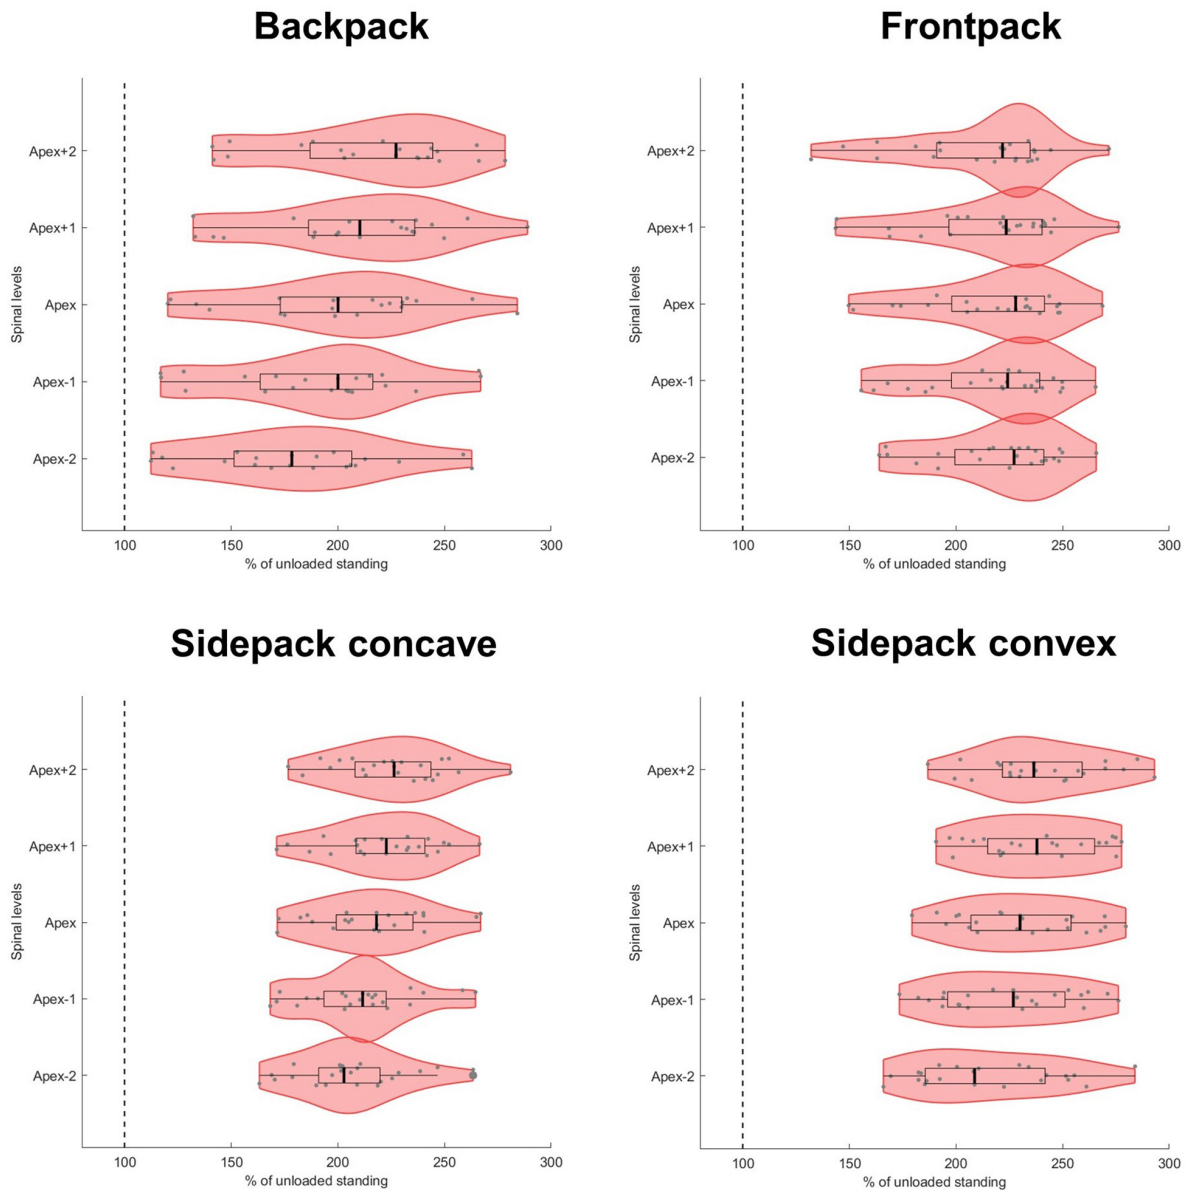 Backpack
Spinal levels
Apex+2
Apex+1
Apex
Apex-1
Apex-2
100 150 200 250 300
% of unloaded standing
Frontpack
Spinal levels
Apex+2
Apex+1
Apex
Apex-1
Apex-2
100 150 200 250 300
% of unloaded standing
Sidepack concave
Spinal levels
Apex+2
Apex+1
Apex
Apex-1
Apex-2
100 150 200 250 300
% of unloaded standing
Sidepack convex
Spinal levels
Apex+2
Apex+1
Apex
Apex-1
Apex-2
100 150 200 250 300
% of unloaded standing